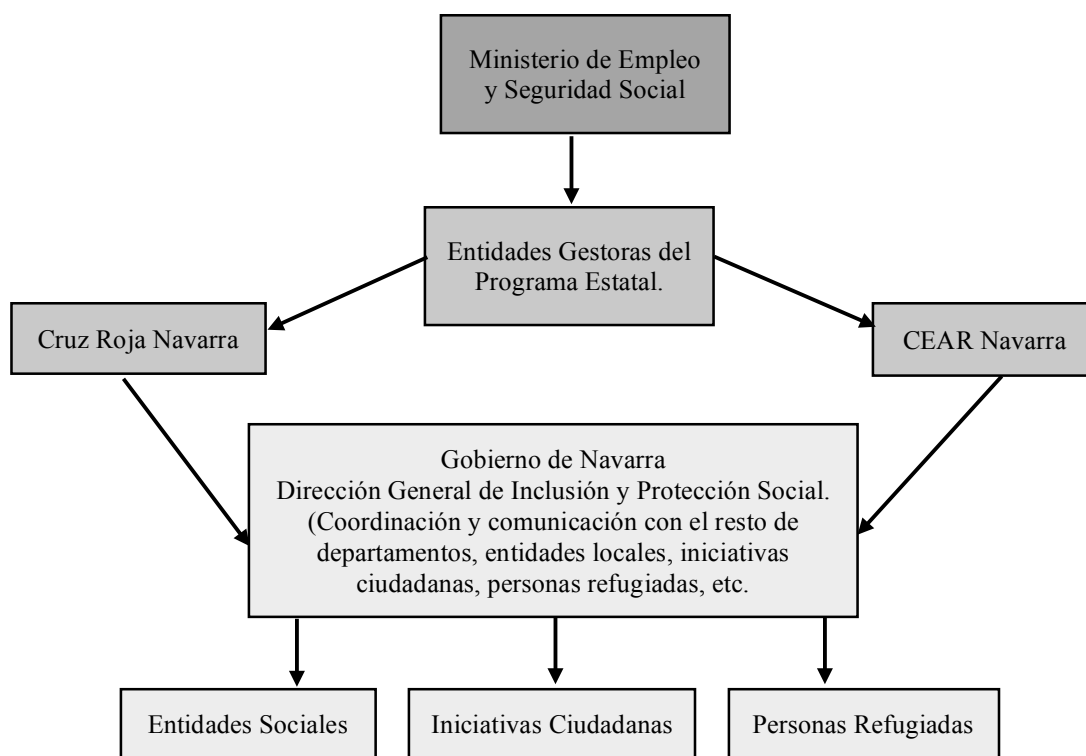 Ministerio de Empleo
y Seguridad Social
Entidades Gestoras del
Programa Estatal.
Cruz Roja Navarra
CEAR Navarra
Gobierno de Navarra
Dirección General de Inclusión y Protección Social.
(Coordinación y comunicación con el resto de
departamentos, entidades locales, iniciativas
ciudadanas, personas refugiadas, etc.
Entidades Sociales
Iniciativas Ciudadanas
Personas Refugiadas